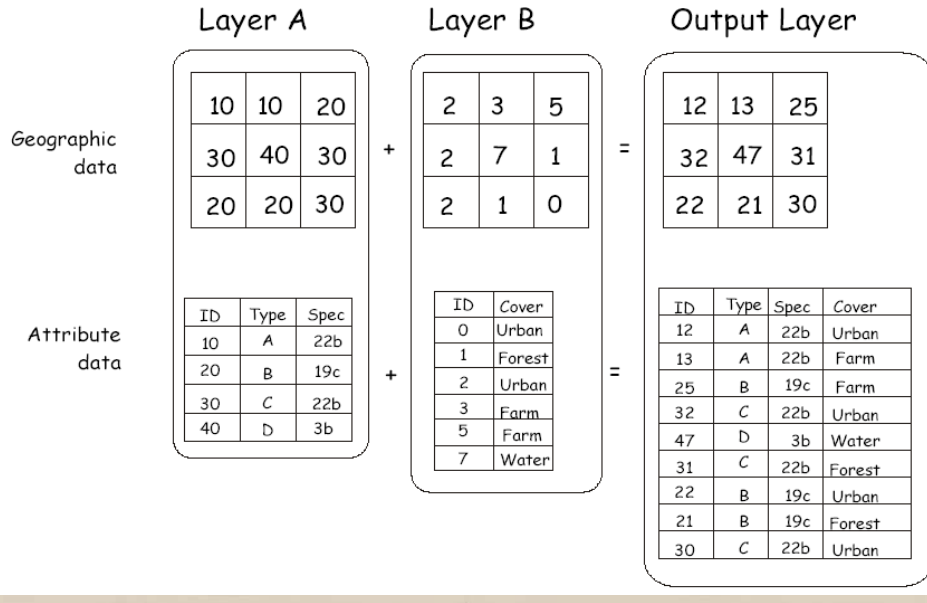 Layer A Layer B Output Layer
Geographic data
10 10 20
30 40 30
20 20 30
+
2 3 5
2 7 1
2 1 0
=
12 13 25
32 47 31
22 21 30
Attribute data
ID Type Spec
10 A 22b
20 B 19c
30 C 22b
40 D 3b
+
ID Cover
0 Urban
1 Forest
2 Urban
3 Farm
5 Farm
7 Water
=
ID Type Spec Cover
12 A 22b Urban
13 A 22b Farm
25 B 19c Farm
32 C 22b Urban
47 D 3b Water
31 C 22b Forest
22 B 19c Urban
21 B 19c Forest
30 C 22b Urban